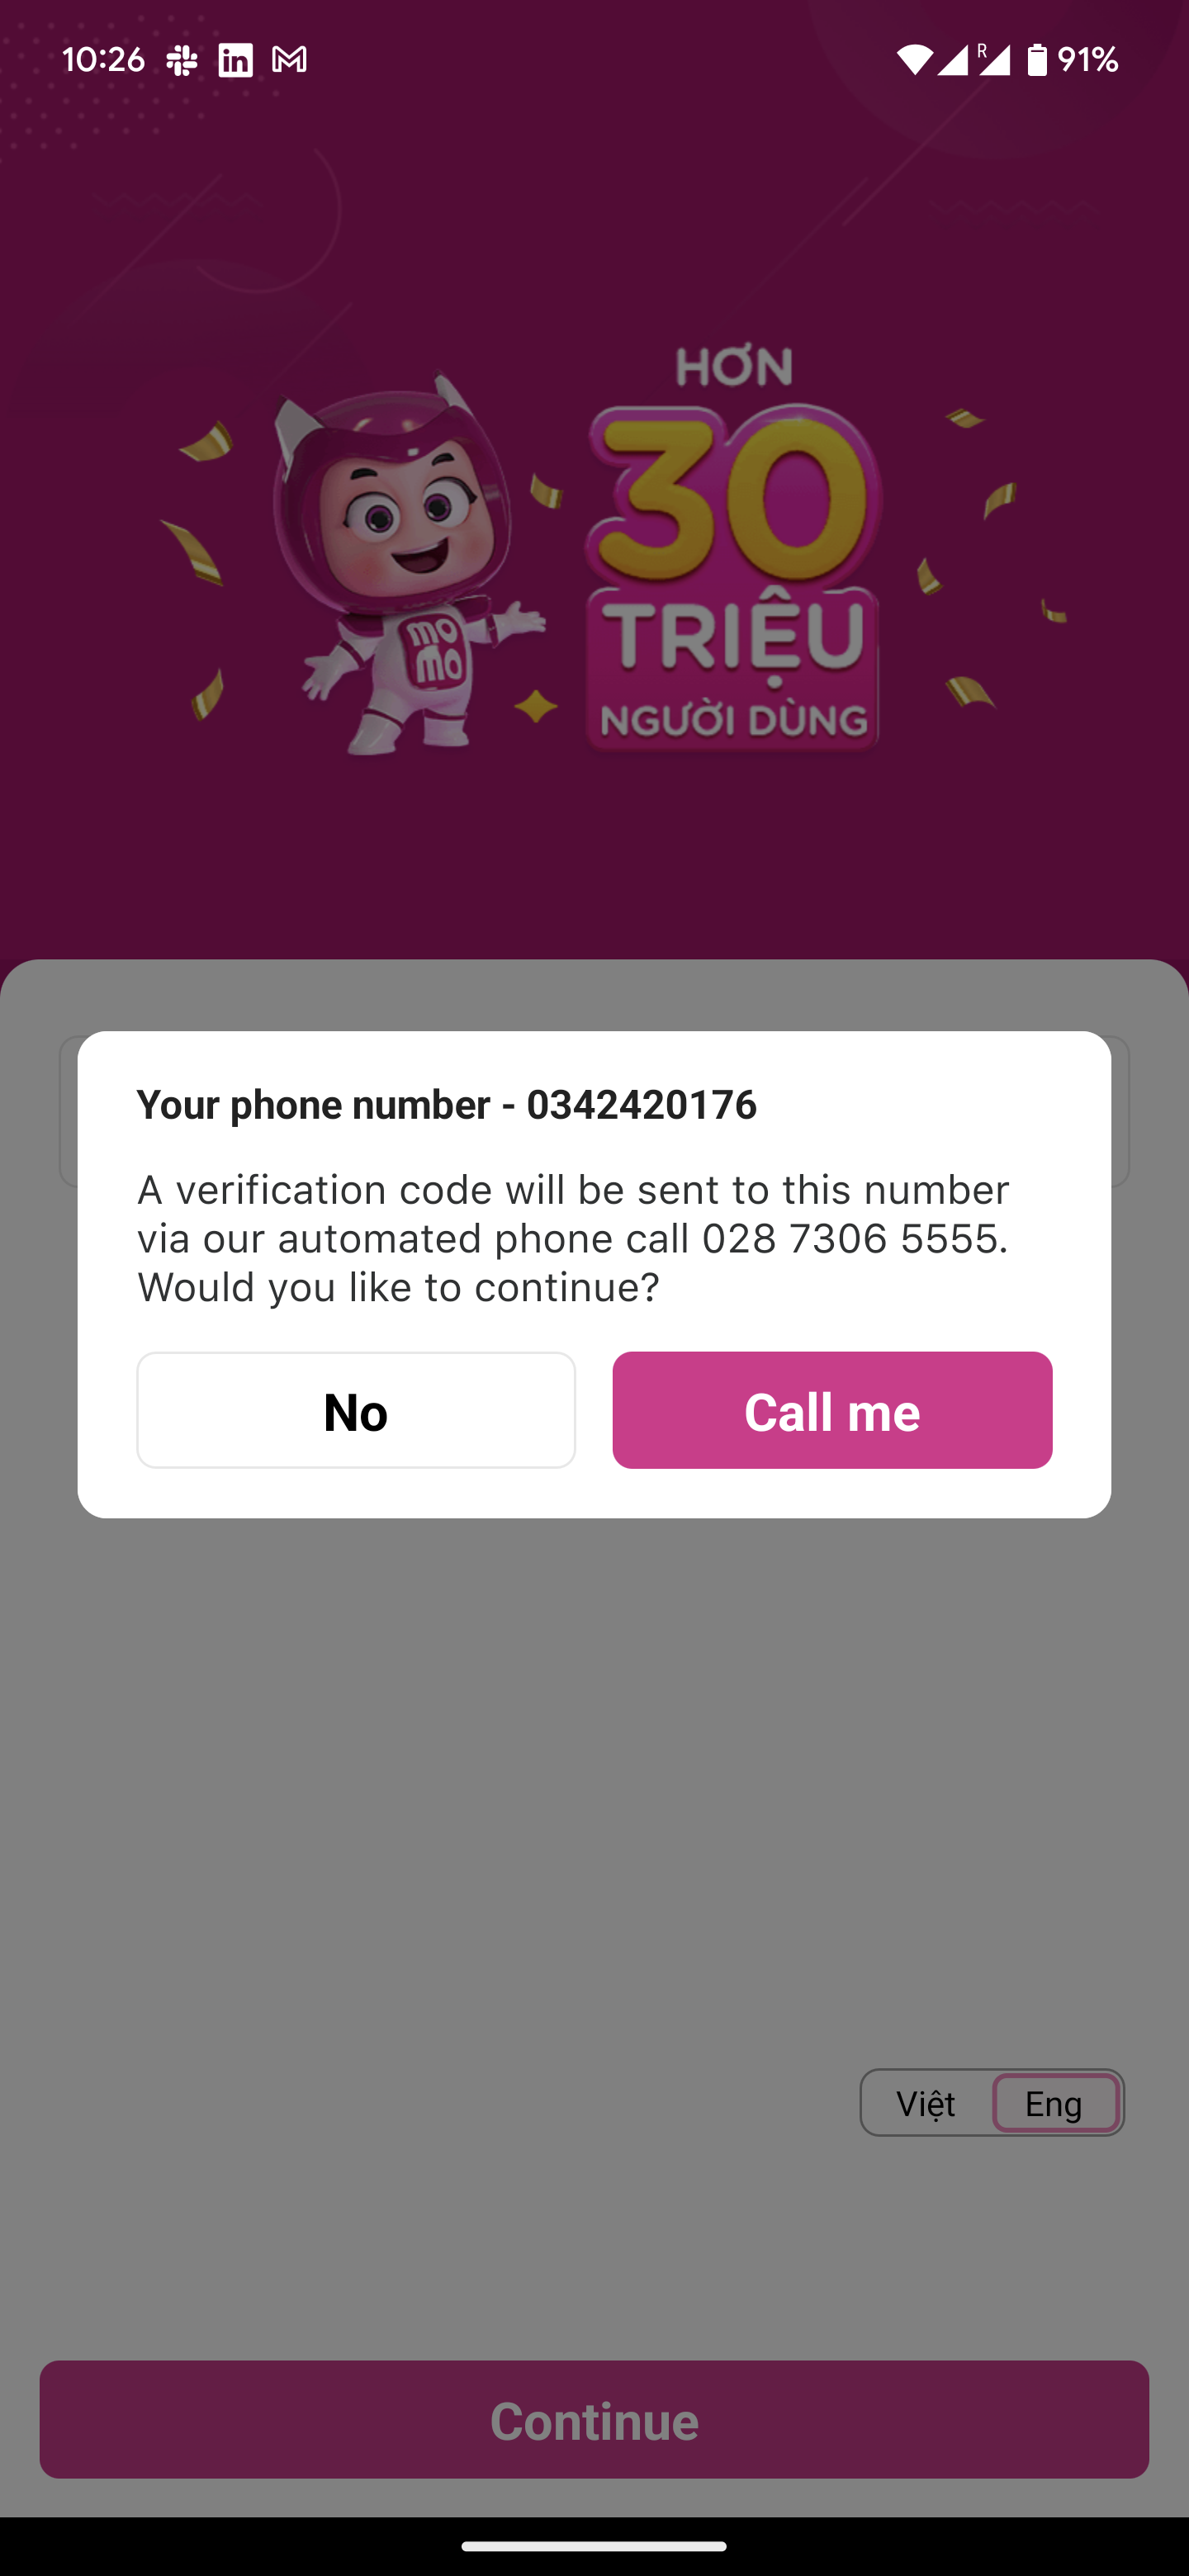 10:26
R
91%
HƠN
30
TRIỆU
NGƯỜI DÙNG
mo
mo
Your phone number - 0342420176
A verification code will be sent to this number
via our automated phone call 028 7306 5555.
Would you like to continue?
No
Call me
Việt
Eng
Continue